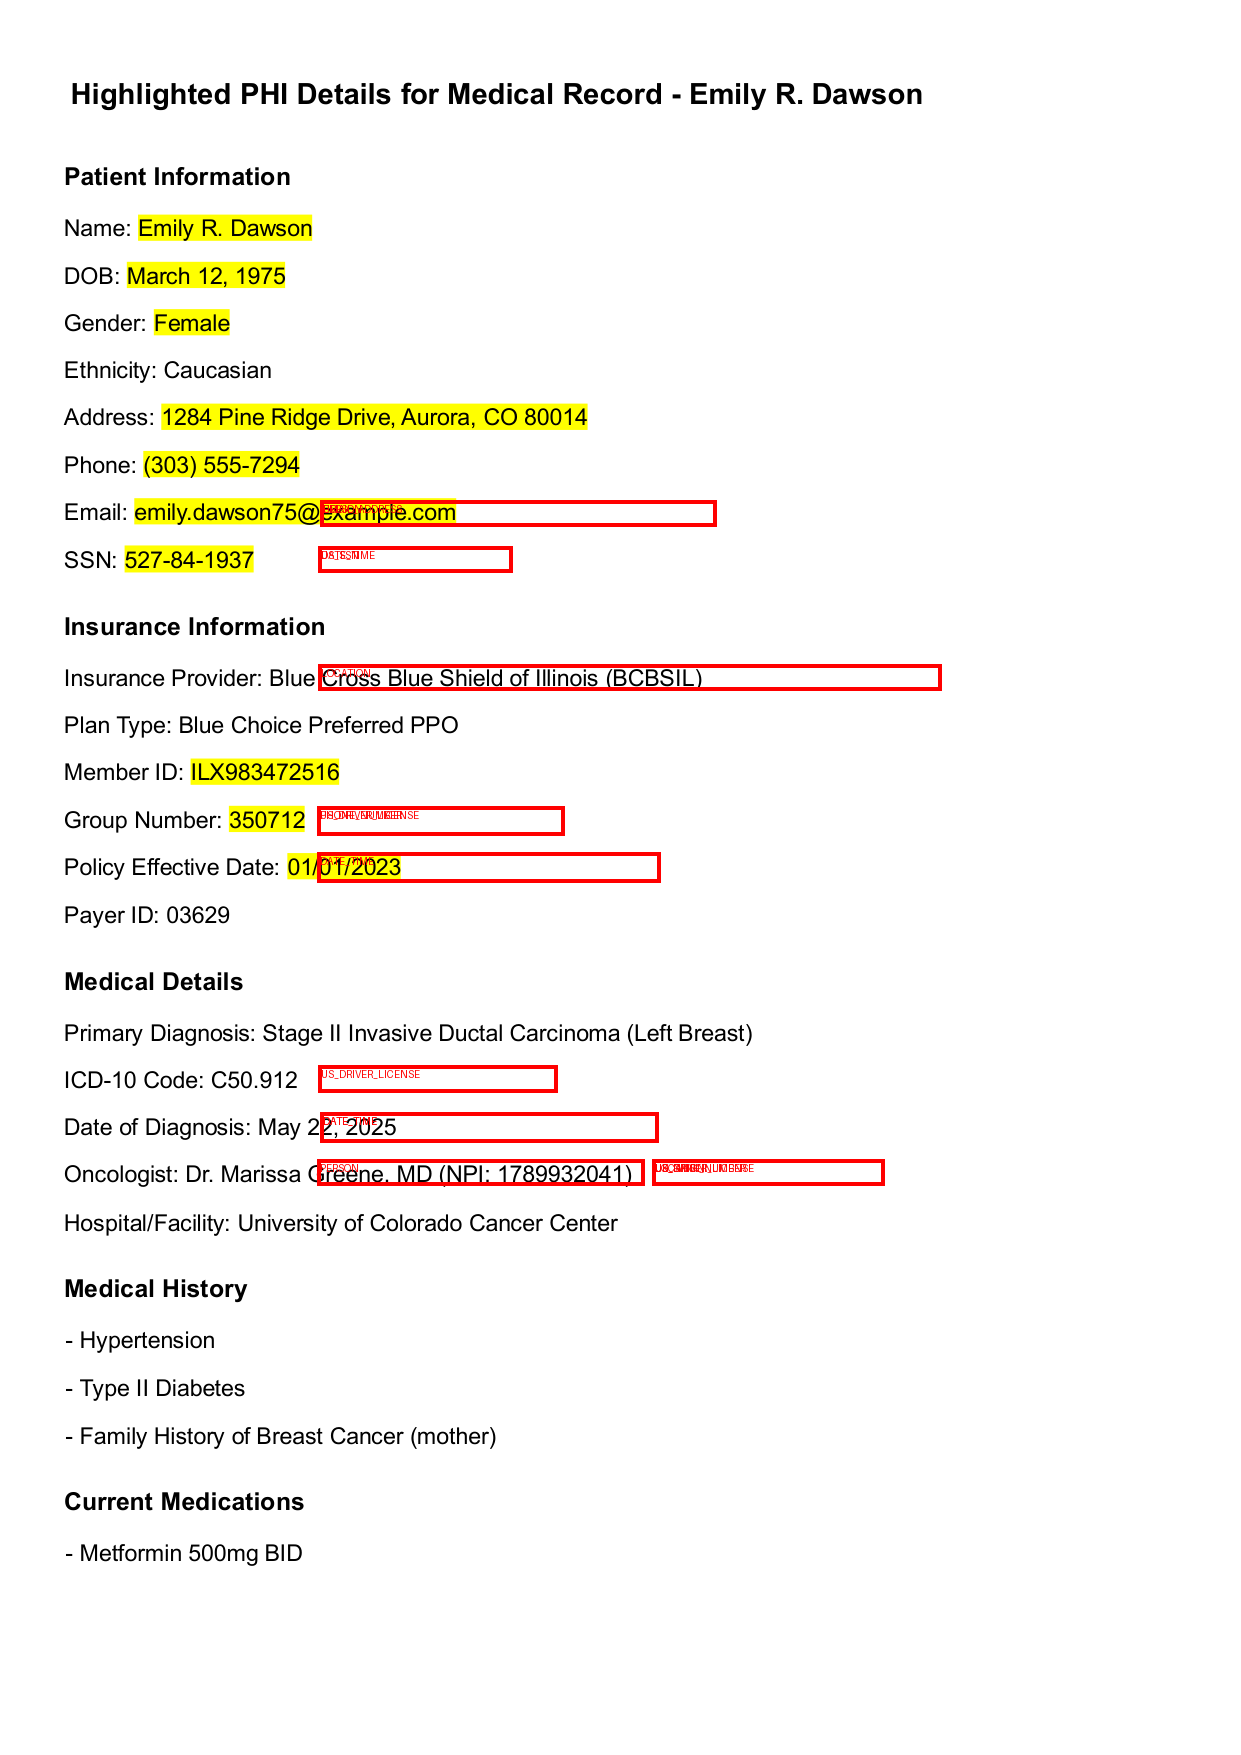 Highlighted PHI Details for Medical Record - Emily R. Dawson
Patient Information
Name: Emily R. Dawson
DOB: March 12, 1975
Gender: Female
Ethnicity: Caucasian
Address: 1284 Pine Ridge Drive, Aurora, CO 80014
Phone: (303) 555-7294
Email: emily.dawson75@example.com
SSN: 527-84-1937
Insurance Information
LOCATION
Insurance Provider: Blue Cross Blue Shield of Illinois (BCBSIL)
Plan Type: Blue Choice Preferred PPO
Member ID: ILX983472516
Group Number: 350712
DATE_TIME
Policy Effective Date: 01/01/2023
Payer ID: 03629
Medical Details
Primary Diagnosis: Stage II Invasive Ductal Carcinoma (Left Breast)
ICD-10 Code: C50.912 US_DRIVER_LICENSE
DATE_TIME
Date of Diagnosis: May 22, 2025
PERSON
Oncologist: Dr. Marissa Greene, MD (NPI: 1789932041)
Hospital/Facility: University of Colorado Cancer Center
Medical History
- Hypertension
- Type II Diabetes
- Family History of Breast Cancer (mother)
Current Medications
- Metformin 500mg BID